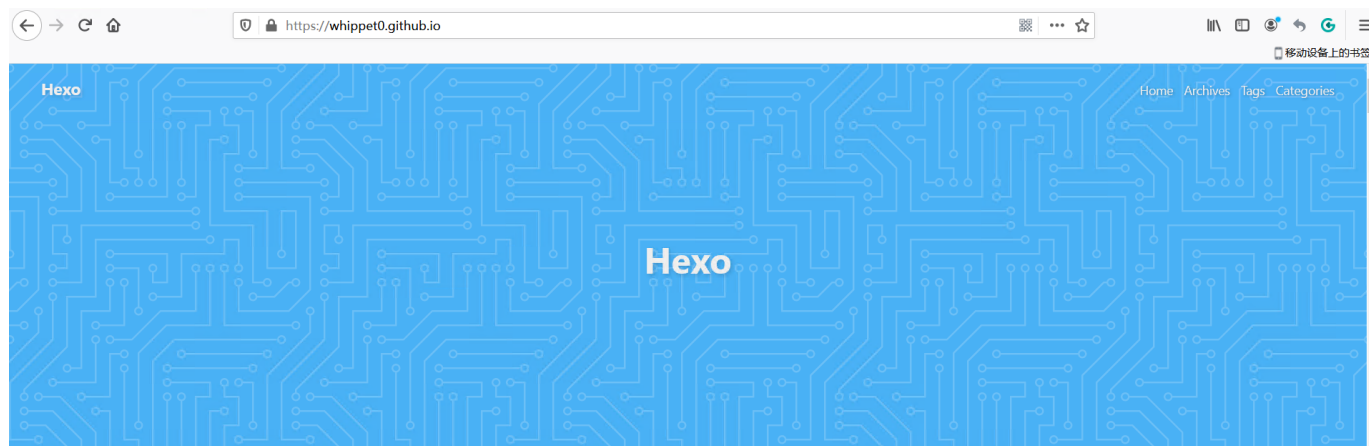 https://whippet0.github.io
移动设备上的书签
Hexo
Home Archives Tags Categories
Hexo